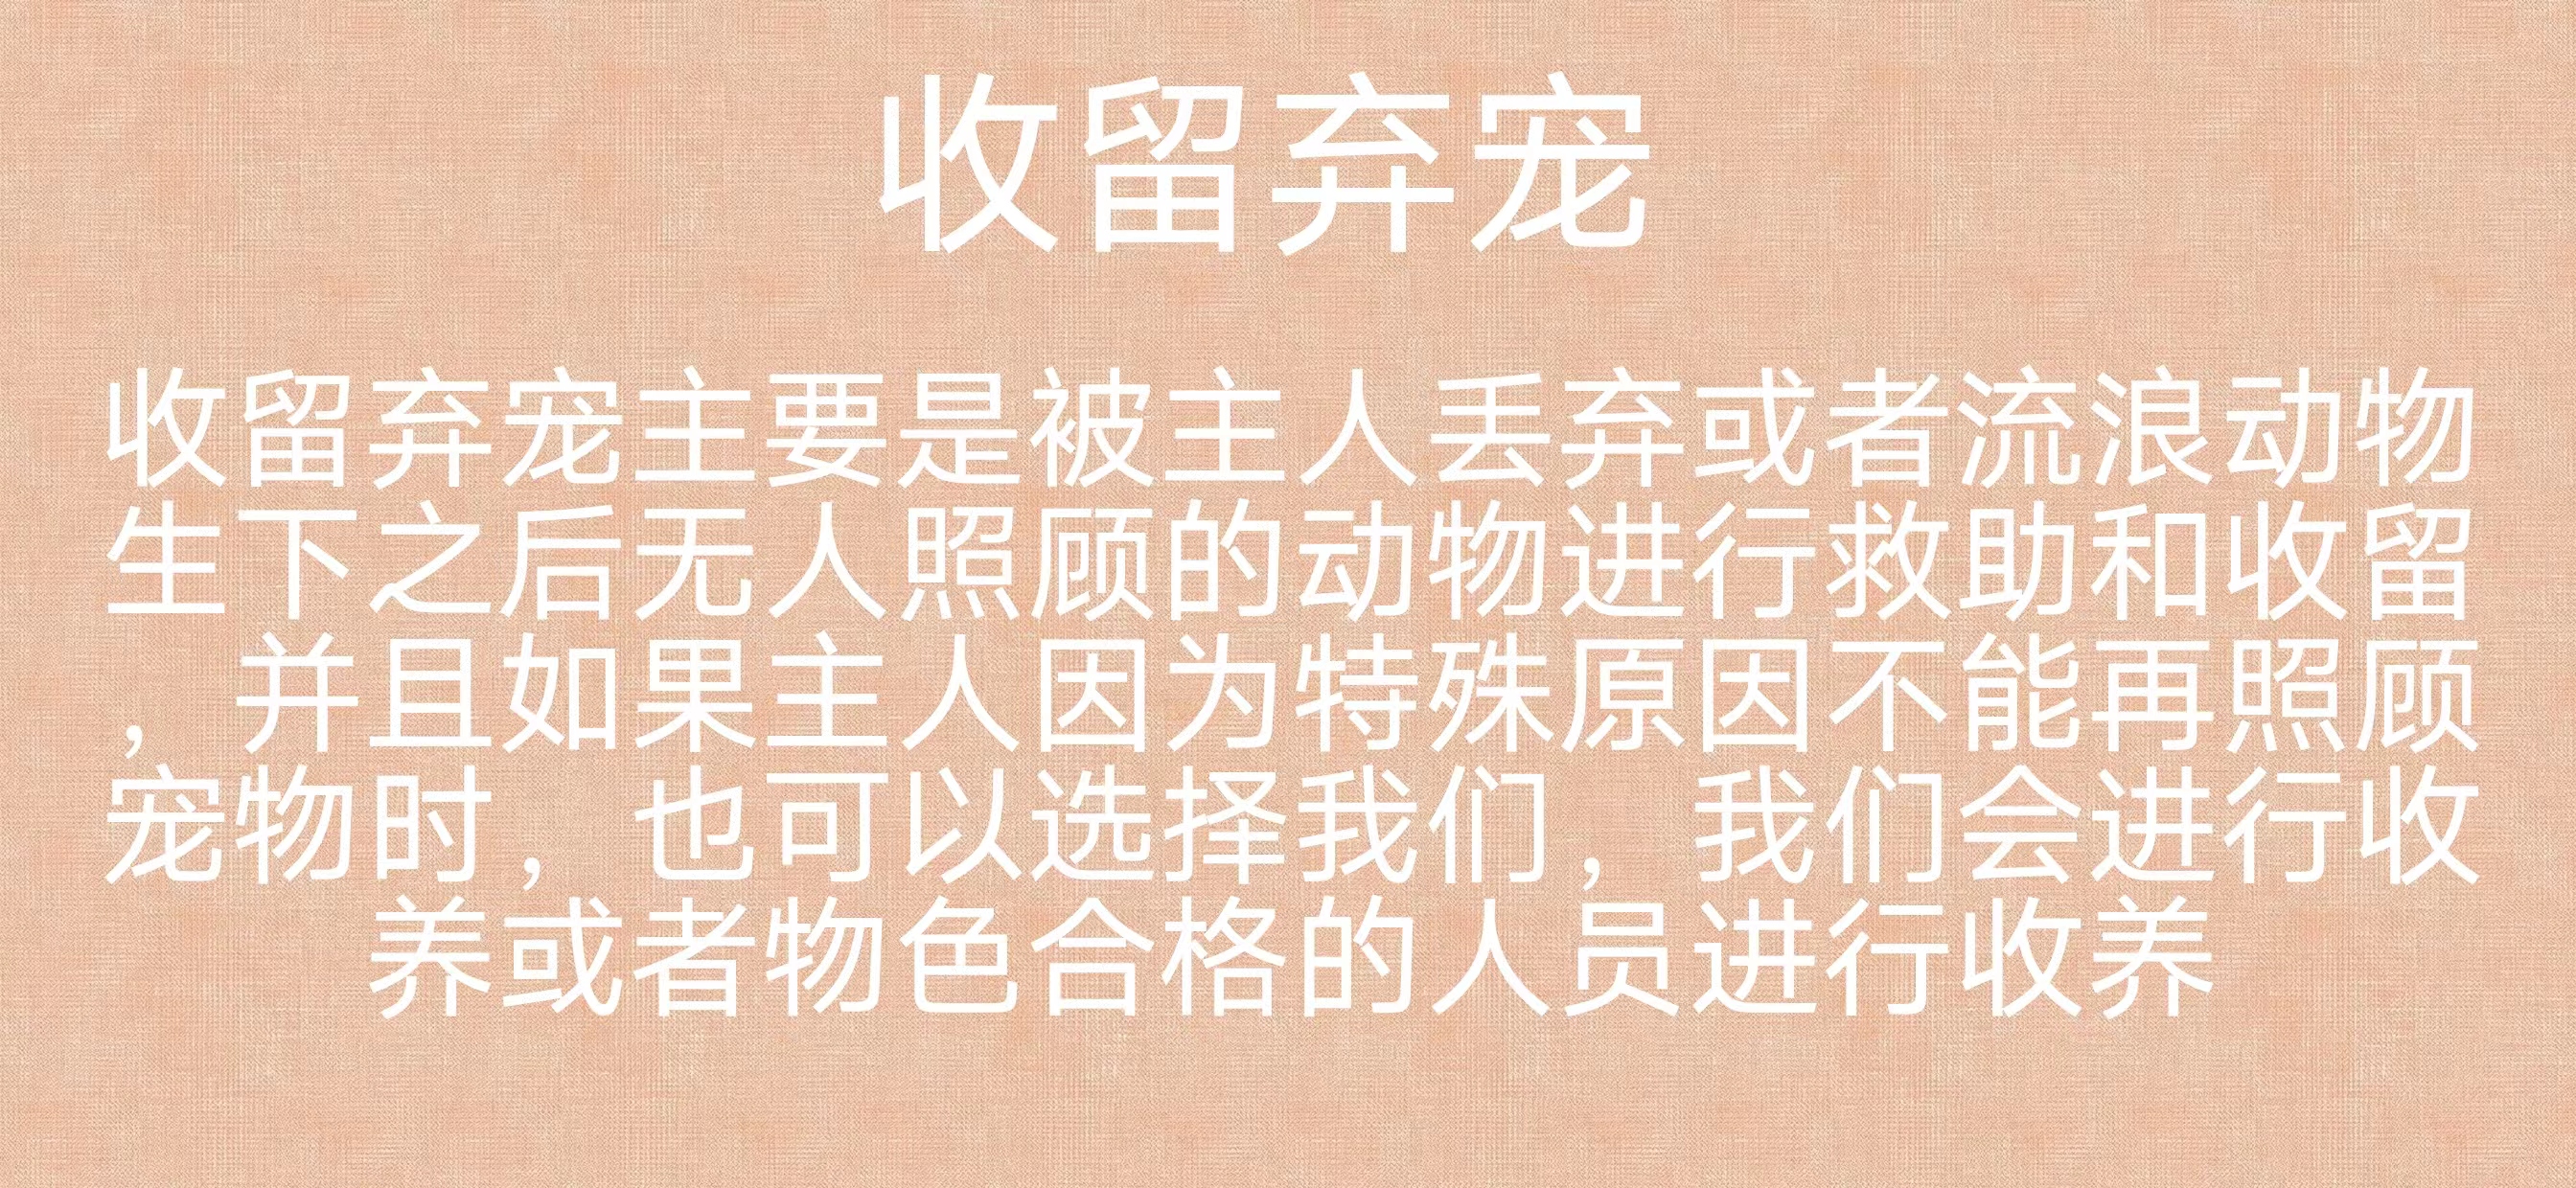 收留弃宠
收留弃宠主要是被主人丢弃或者流浪动物
生下之后无人照顾的动物进行救助和收留
，并且如果主人因为特殊原因不能再照顾
宠物时，也可以选择我们，我们会进行收
养或者物色合格的人员进行收养